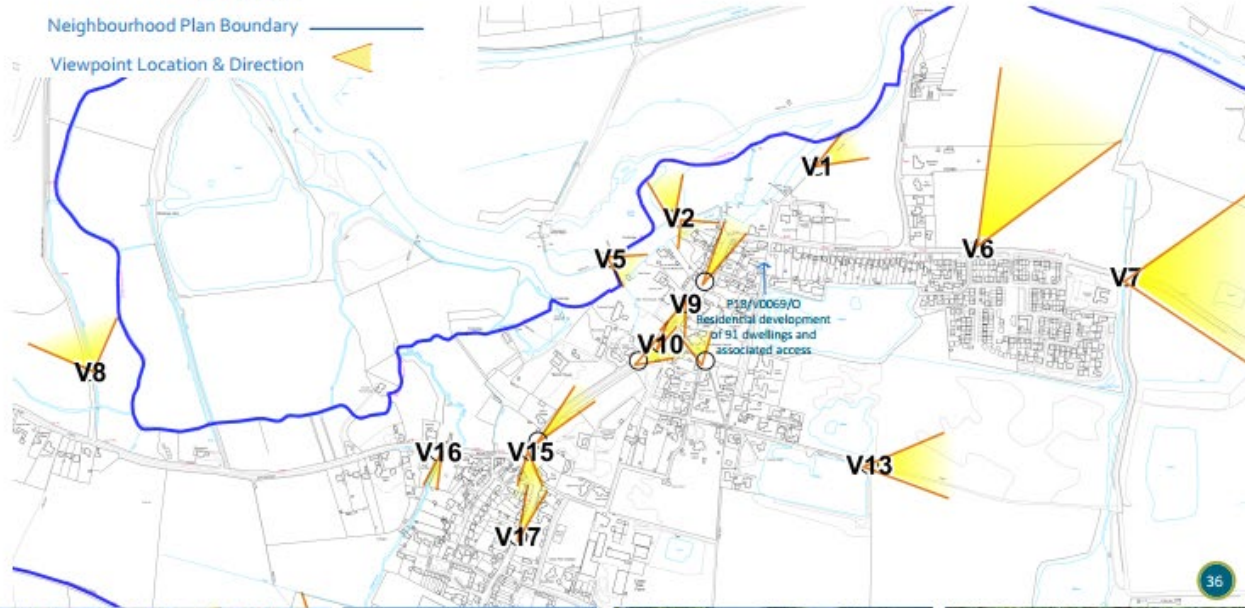 Neighbourhood Plan Boundary
Viewpoint Location & Direction
V1
V2
V5
V6
V7
V9
P18/V0069/O
Residential development
of 91 dwellings and
associated access
V10
V8
V16
V15
V13
V17
36